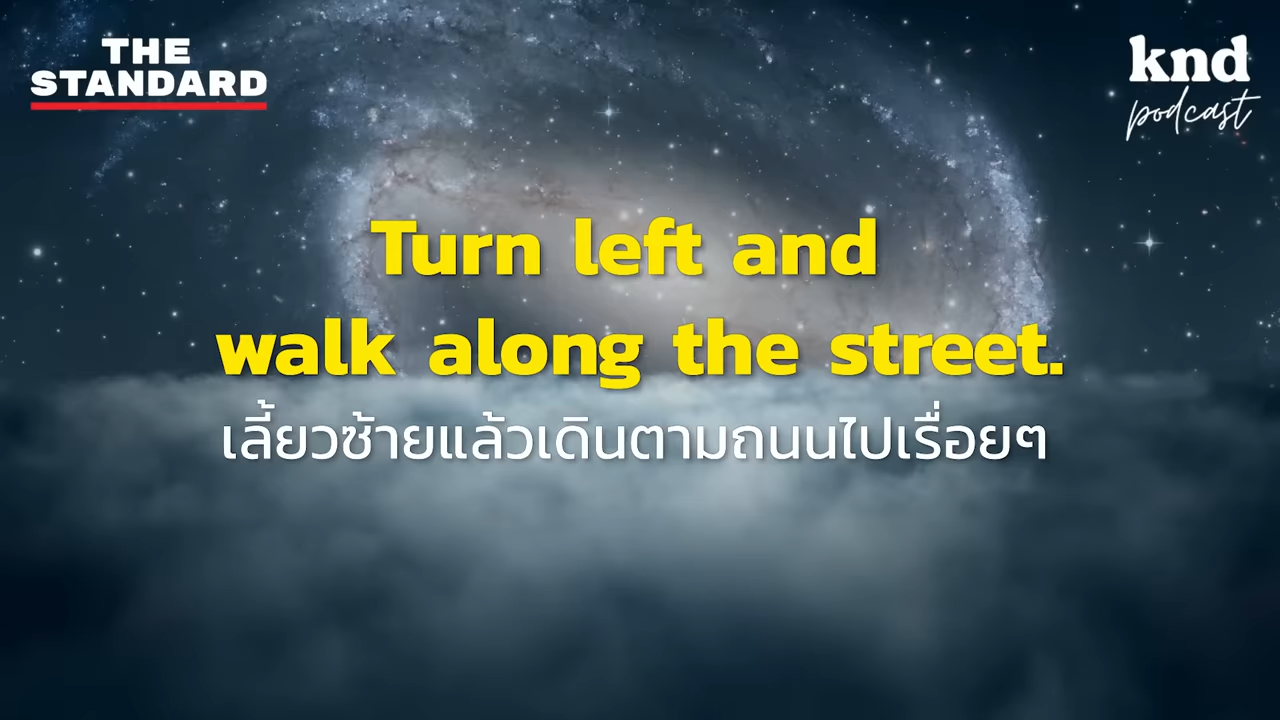 THE
STANDARD
knd
podcast
Turn left and
walk along the street.
เลี้ยวซ้ายแล้วเดินตามถนนไปเรื่อยๆ